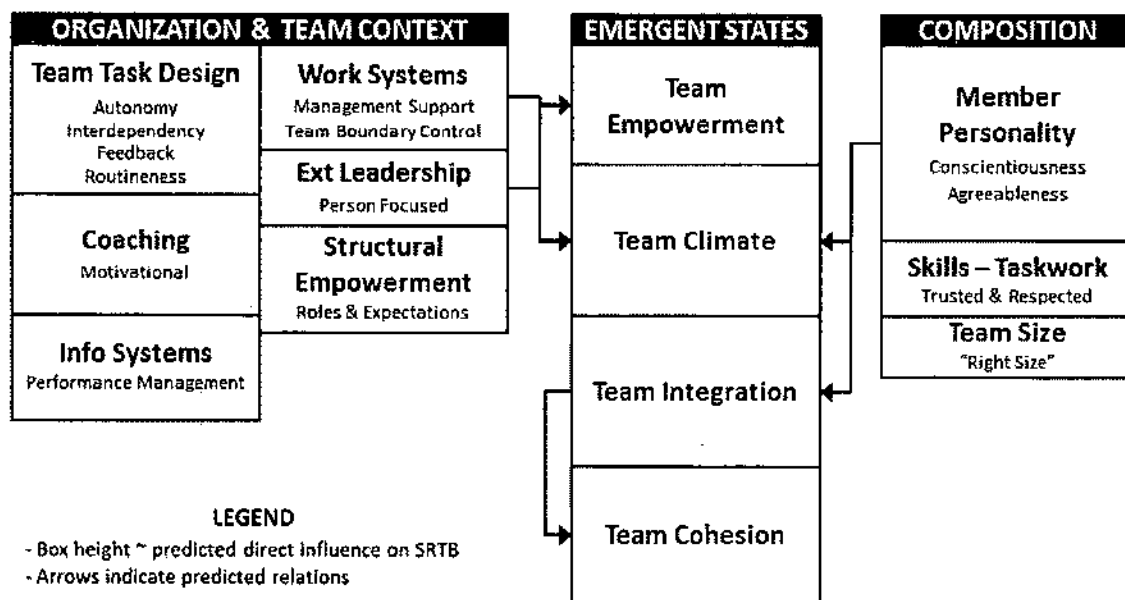 ORGANIZATION & TEAM CONTEXT
Team Task Design
Autonomy
Interdependency
Feedback
Routineness
Coaching
Motivational
Info Systems
Performance Management
Work Systems
Management Support
Team Boundary Control
Ext Leadership
Person Focused
Structural
Empowerment
Roles & Expectations
EMERGENT STATES
Team
Empowerment
Team Climate
Team Integration
Team Cohesion
COMPOSITION
Member
Personality
Conscientiousness
Agreeableness
Skills – Taskwork
Trusted & Respected
Team Size
"Right Size"
LEGEND
- Box height ~ predicted direct influence on SRTB
- Arrows indicate predicted relations